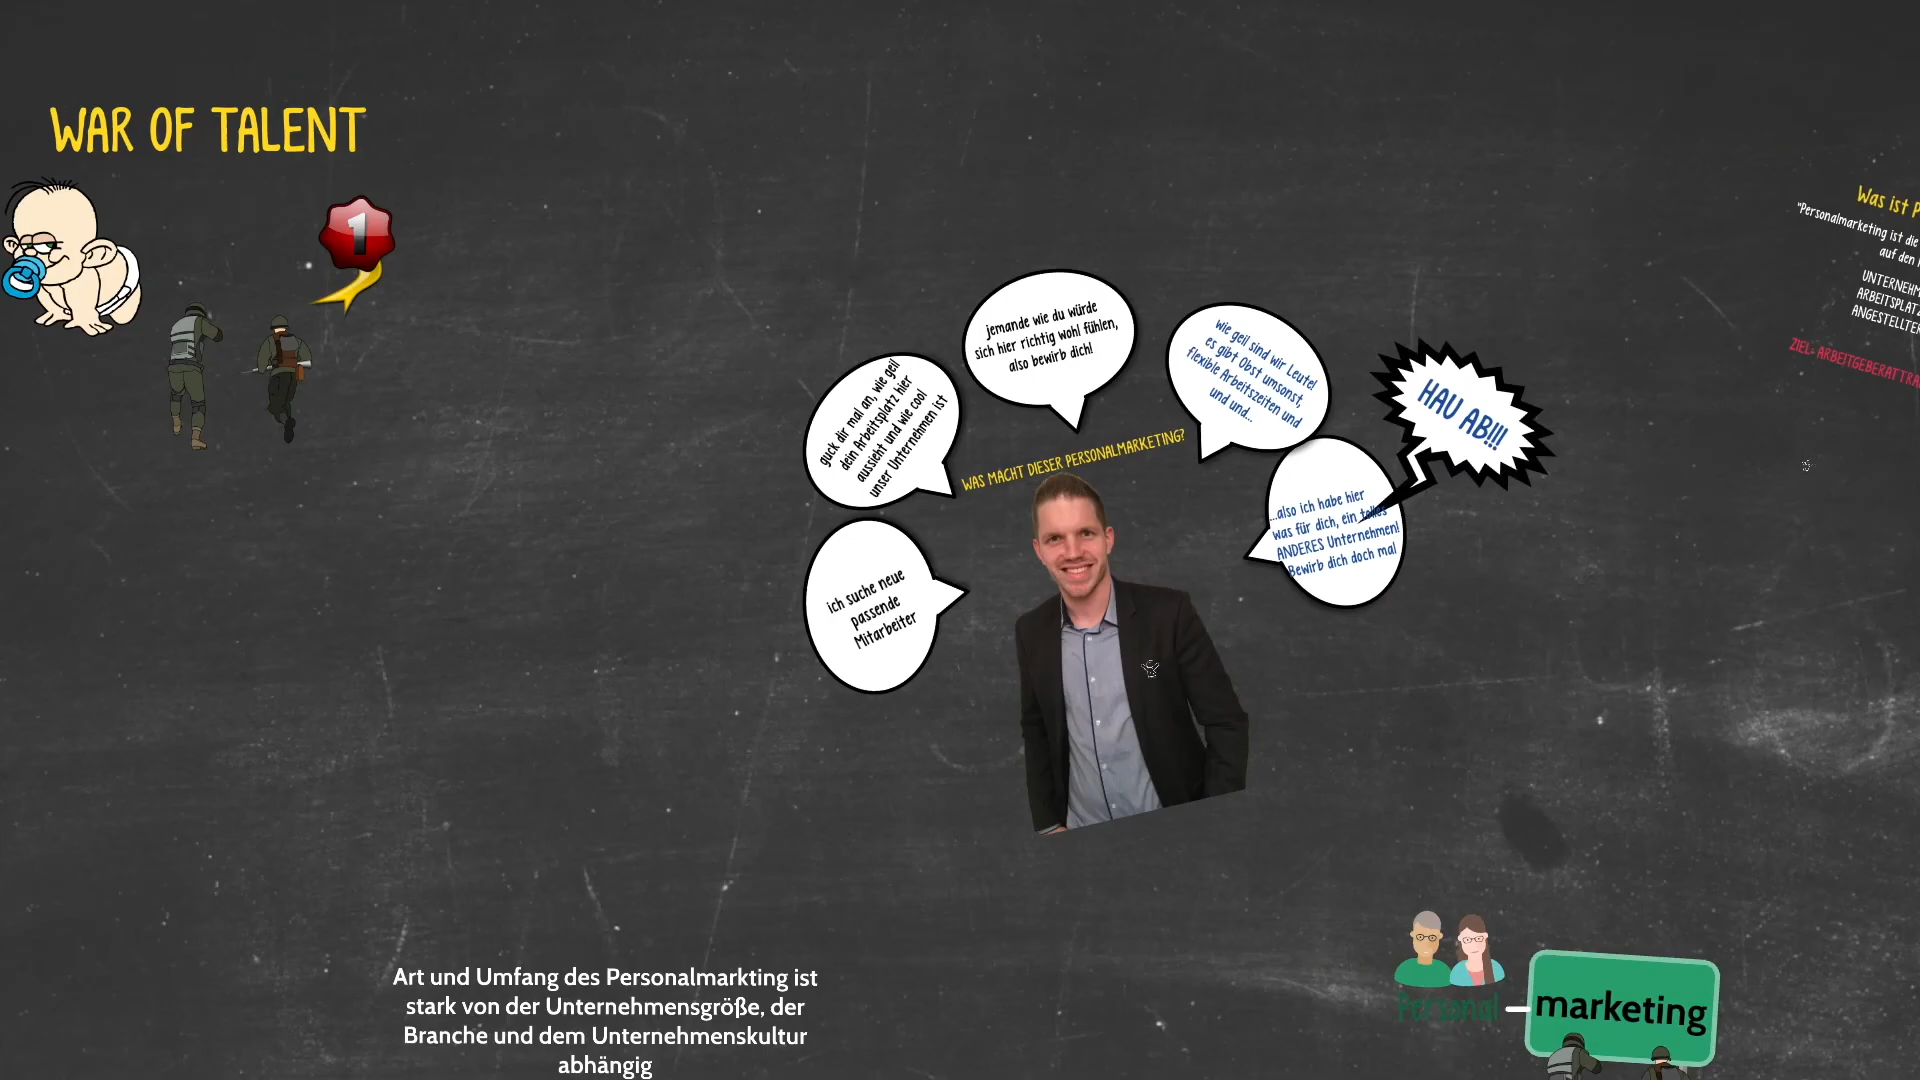 WAR OF TALENT
1
Was ist P
"Personalmarketing ist die
auf den
UNTERNEHM
ARBEITSPLATZ
ANGESTELLTER
ZIEL: ARBEITGEBERATTRA
jemande wie du würde
sich hier richtig wohl fühlen,
also bewirb dich!
wie geil sind wir Leute!
es gibt Obst umsonst,
flexible Arbeitszeiten und
und und...
HAU AB!!!
guck dir mal an, wie geil
dein Arbeitsplatz hier
aussieht und wie cool
unser Unternehmen ist
WAS MACHT DIESER PERSONALMARKETING?
...also ich habe hier
was für dich, ein tolles
ANDERES Unternehmen!
Bewirb dich doch mal
ich suche neue
passende
Mitarbeiter
Art und Umfang des Personalmarkting ist
stark von der Unternehmensgröße, der
Branche und dem Unternehmenskultur
abhängig
Personal
marketing